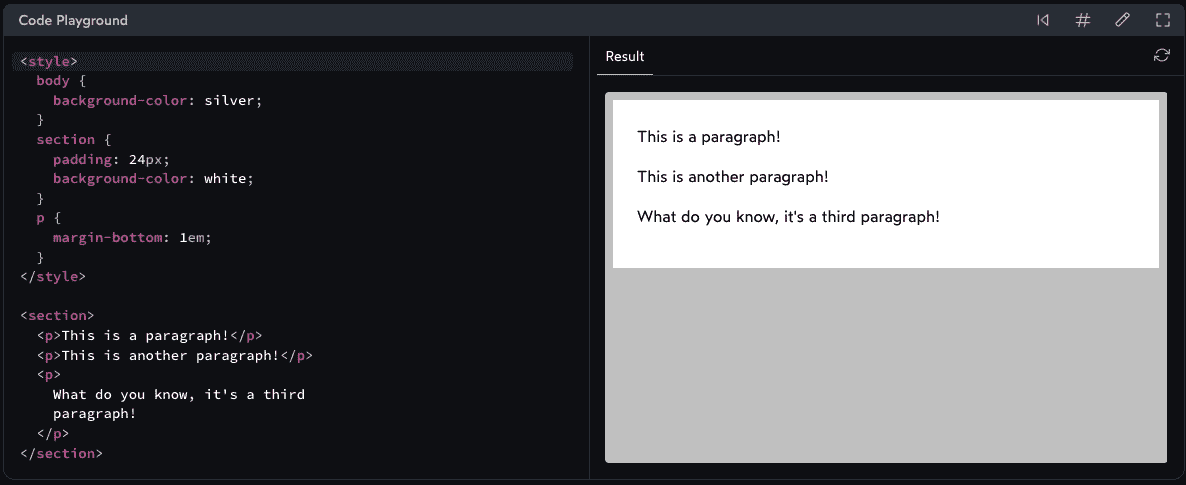 Code Playground
<style>
  body {
    background-color: silver;
  }
  section {
    padding: 24px;
    background-color: white;
  }
  p {
    margin-bottom: 1em;
  }
</style>

<section>
  <p>This is a paragraph!</p>
  <p>This is another paragraph!</p>
  <p>
    What do you know, it's a third
    paragraph!
  </p>
</section>
Result
This is a paragraph!
This is another paragraph!
What do you know, it's a third paragraph!